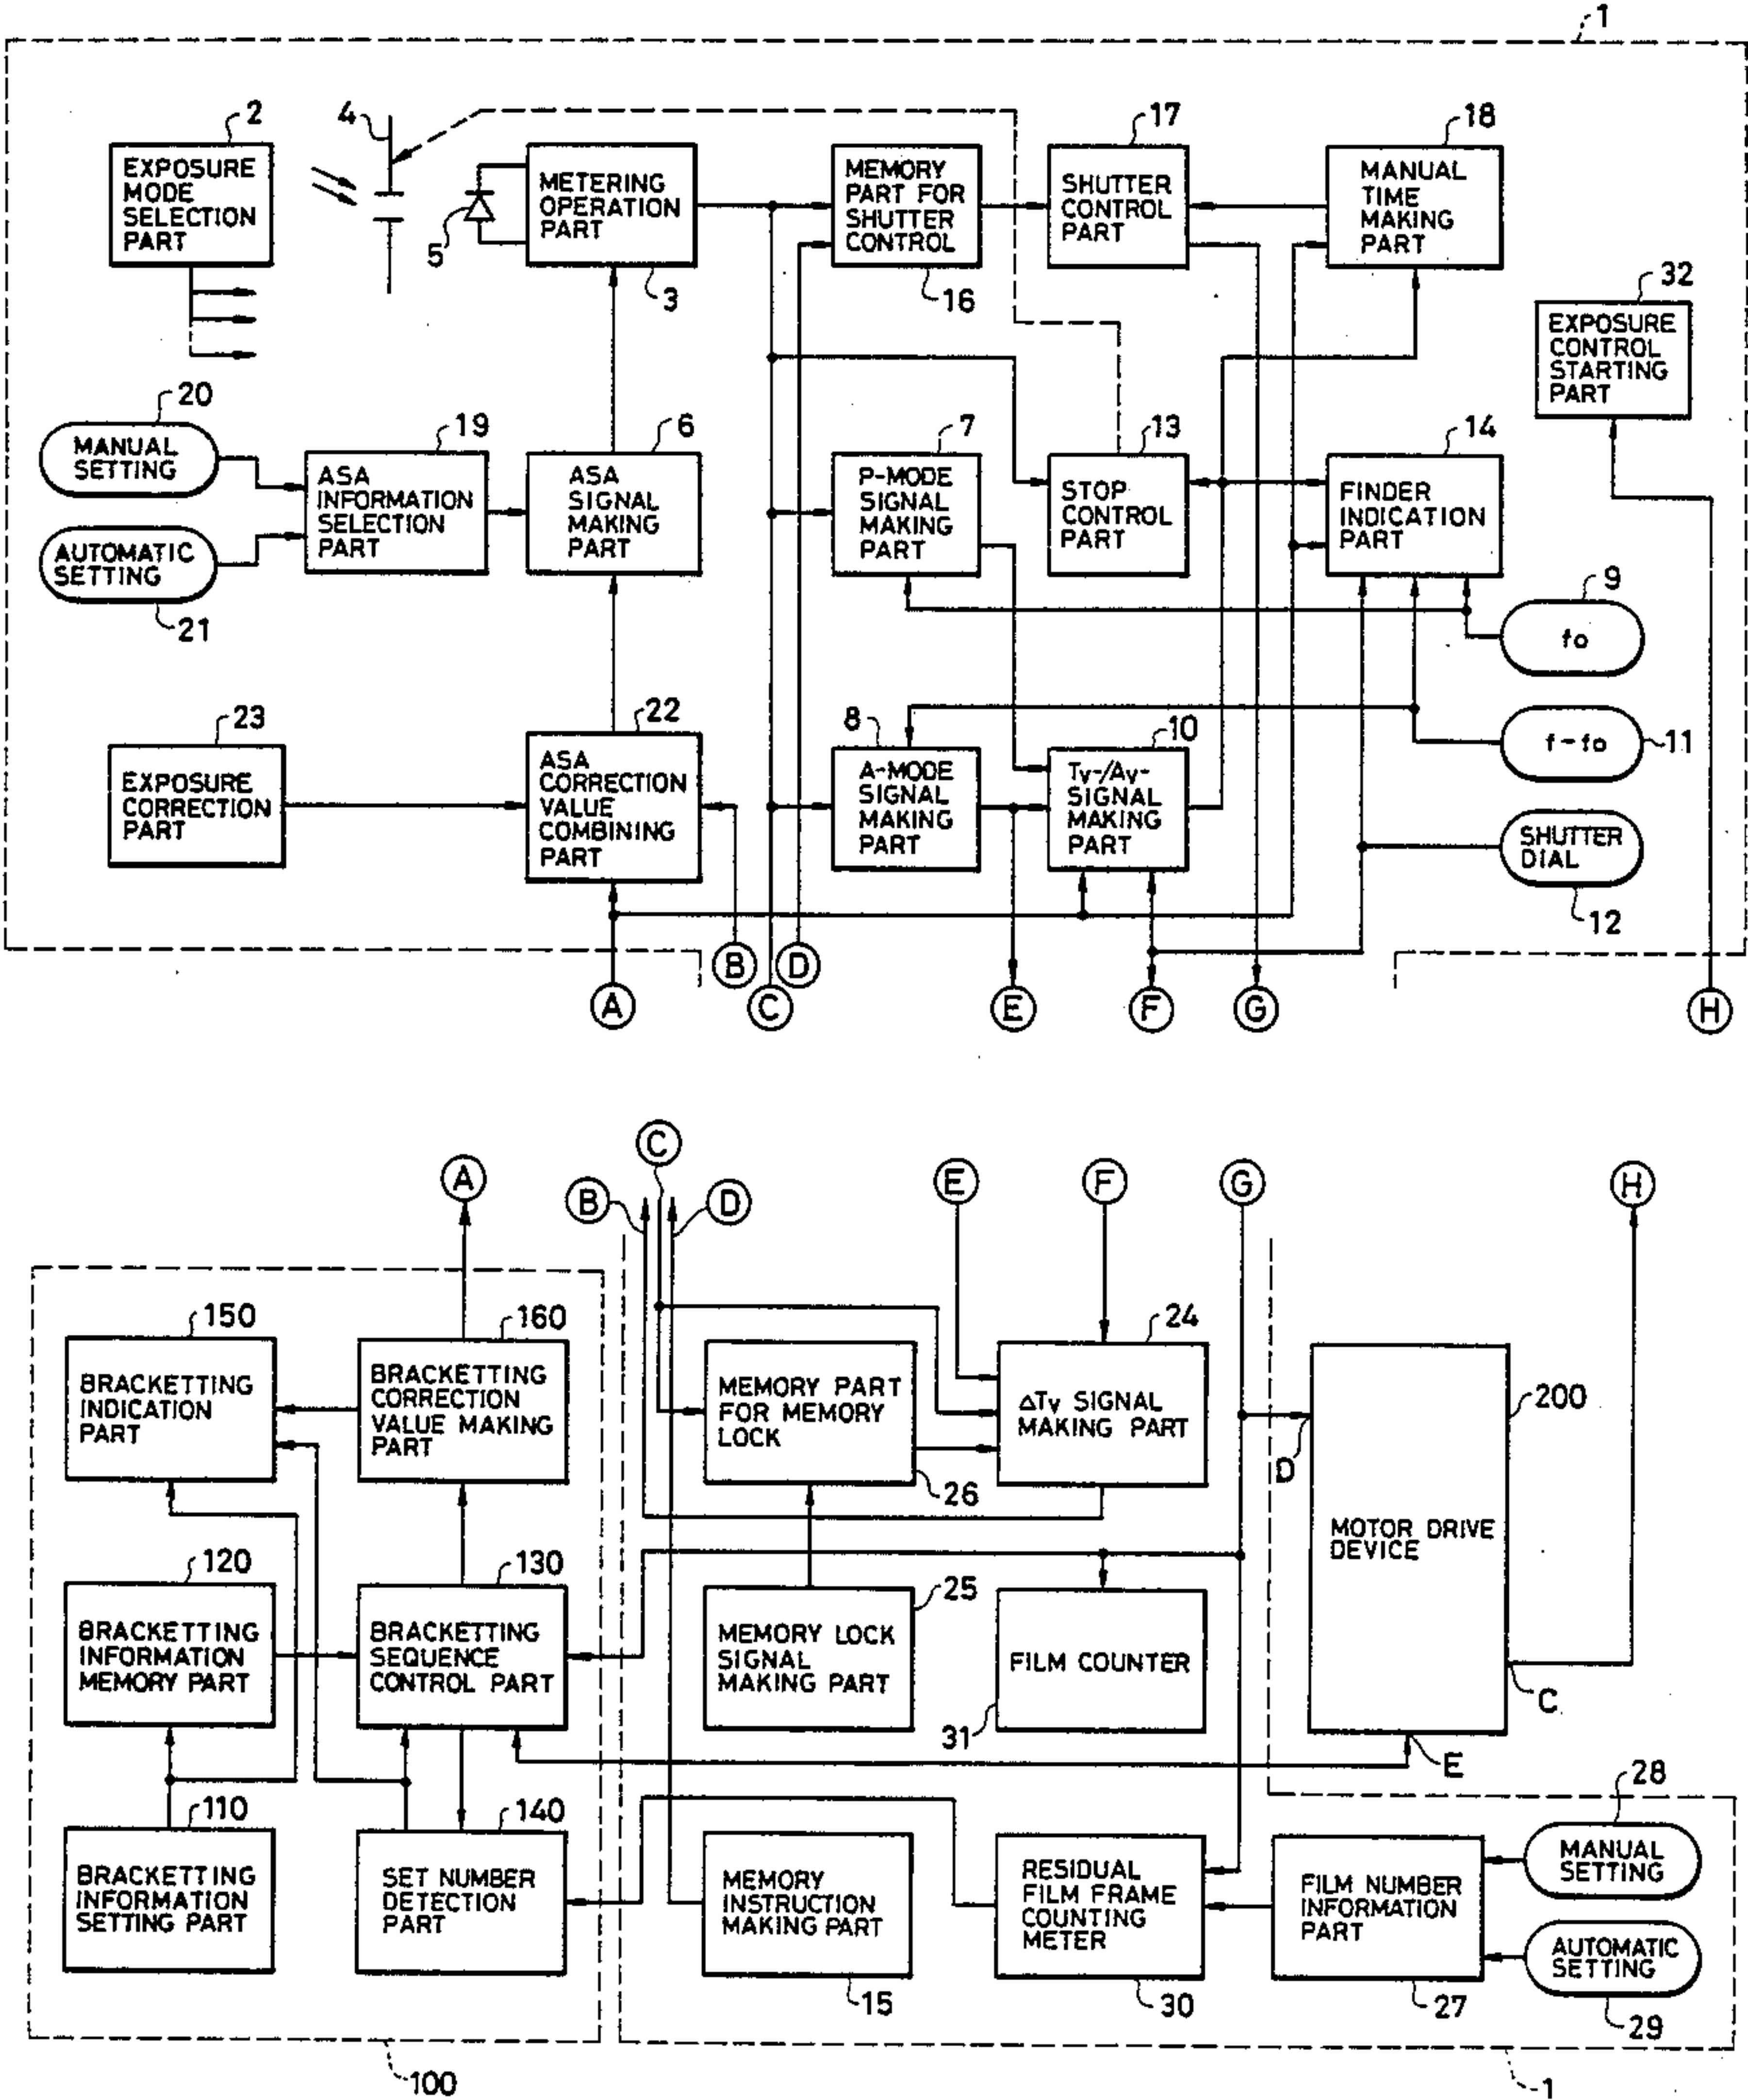 1
2
EXPOSURE
MODE
SELECTION
PART
4
5
METERING
OPERATION
PART
3
MEMORY
PART FOR
SHUTTER
CONTROL
16
17
SHUTTER
CONTROL
PART
18
MANUAL
TIME
MAKING
PART
32
EXPOSURE
CONTROL
STARTING
PART
20
MANUAL
SETTING
AUTOMATIC
SETTING
21
19
ASA
INFORMATION
SELECTION
PART
6
ASA
SIGNAL
MAKING
PART
7
P-MODE
SIGNAL
MAKING
PART
13
STOP
CONTROL
PART
14
FINDER
INDICATION
PART
9
fo
f-fo
11
SHUTTER
DIAL
12
23
EXPOSURE
CORRECTION
PART
22
ASA
CORRECTION
VALUE
COMBINING
PART
8
A-MODE
SIGNAL
MAKING
PART
10
Tv-/Av-
SIGNAL
MAKING
PART
A
B
C
D
E
F
G
H
A
B
C
D
E
F
G
H
150
BRACKETTING
INDICATION
PART
160
BRACKETTING
CORRECTION
VALUE MAKING
PART
MEMORY PART
FOR MEMORY
LOCK
26
24
ΔTv SIGNAL
MAKING PART
200
D
MOTOR DRIVE
DEVICE
C
E
120
BRACKETTING
INFORMATION
MEMORY PART
130
BRACKETTING
SEQUENCE
CONTROL PART
25
MEMORY LOCK
SIGNAL
MAKING PART
FILM COUNTER
31
110
BRACKETTING
INFORMATION
SETTING PART
140
SET NUMBER
DETECTION
PART
MEMORY
INSTRUCTION
MAKING PART
15
RESIDUAL
FILM FRAME
COUNTING
METER
30
FILM NUMBER
INFORMATION
PART
27
28
MANUAL
SETTING
AUTOMATIC
SETTING
29
100
1